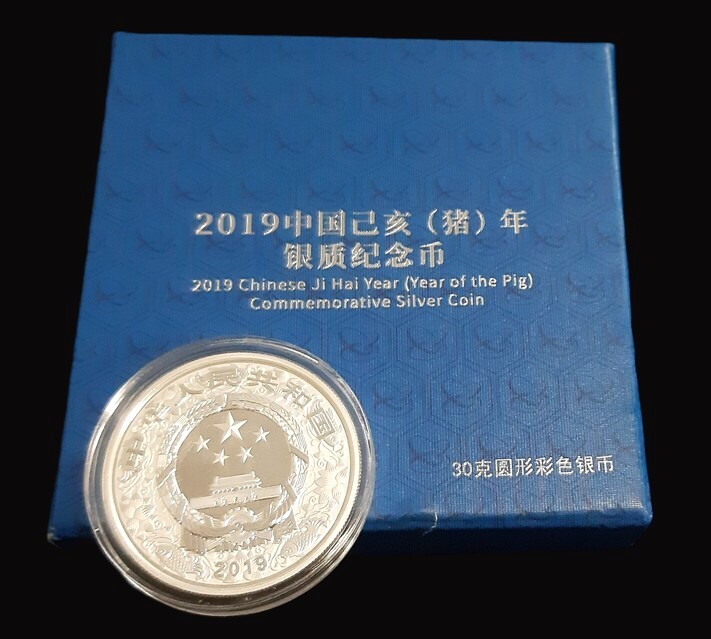 2019中国己亥（猪）年
银质纪念币
2019 Chinese Ji Hai Year (Year of the Pig)
Commemorative Silver Coin
30克圆形彩色银币
中华人民共和国
2019